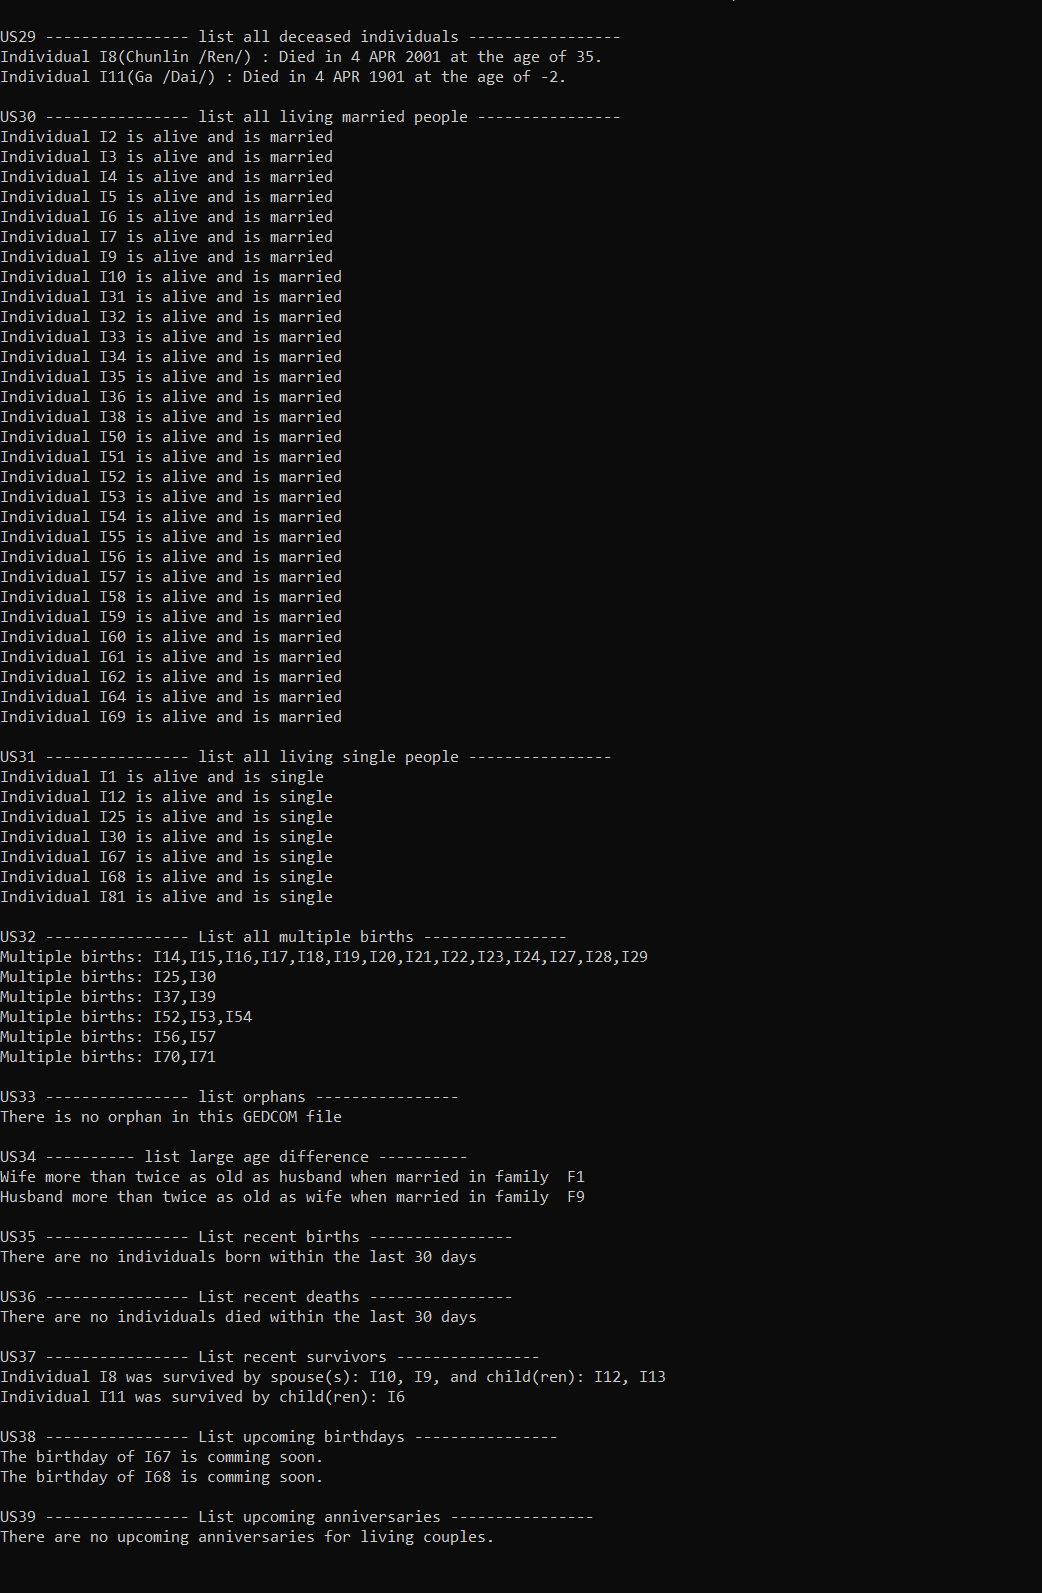 US29 ---------------- list all deceased individuals -----------------
Individual I8(Chunlin /Ren/) : Died in 4 APR 2001 at the age of 35.
Individual I11(Ga /Dai/) : Died in 4 APR 1901 at the age of -2.
US30 ---------------- list all living married people ----------------
Individual I2 is alive and is married
Individual I3 is alive and is married
Individual I4 is alive and is married
Individual I5 is alive and is married
Individual I6 is alive and is married
Individual I7 is alive and is married
Individual I9 is alive and is married
Individual I10 is alive and is married
Individual I31 is alive and is married
Individual I32 is alive and is married
Individual I33 is alive and is married
Individual I34 is alive and is married
Individual I35 is alive and is married
Individual I36 is alive and is married
Individual I38 is alive and is married
Individual I50 is alive and is married
Individual I51 is alive and is married
Individual I52 is alive and is married
Individual I53 is alive and is married
Individual I54 is alive and is married
Individual I55 is alive and is married
Individual I56 is alive and is married
Individual I57 is alive and is married
Individual I58 is alive and is married
Individual I59 is alive and is married
Individual I60 is alive and is married
Individual I61 is alive and is married
Individual I62 is alive and is married
Individual I64 is alive and is married
Individual I69 is alive and is married
US31 ---------------- list all living single people ----------------
Individual I1 is alive and is single
Individual I12 is alive and is single
Individual I25 is alive and is single
Individual I30 is alive and is single
Individual I67 is alive and is single
Individual I68 is alive and is single
Individual I81 is alive and is single
US32 ---------------- List all multiple births ----------------
Multiple births: I14,I15,I16,I17,I18,I19,I20,I21,I22,I23,I24,I27,I28,I29
Multiple births: I25,I30
Multiple births: I37,I39
Multiple births: I52,I53,I54
Multiple births: I56,I57
Multiple births: I70,I71
US33 ---------------- list orphans ----------------
There is no orphan in this GEDCOM file
US34 ---------- list large age difference ----------
Wife more than twice as old as husband when married in family  F1
Husband more than twice as old as wife when married in family  F9
US35 ---------------- List recent births ----------------
There are no individuals born within the last 30 days
US36 ---------------- List recent deaths ----------------
There are no individuals died within the last 30 days
US37 ---------------- List recent survivors ----------------
Individual I8 was survived by spouse(s): I10, I9, and child(ren): I12, I13
Individual I11 was survived by child(ren): I6
US38 ---------------- List upcoming birthdays ----------------
The birthday of I67 is comming soon.
The birthday of I68 is comming soon.
US39 ---------------- List upcoming anniversaries ----------------
There are no upcoming anniversaries for living couples.